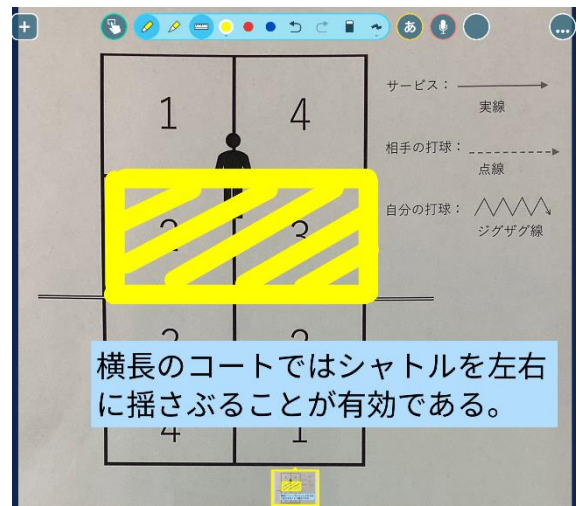 あ
1 4
サービス：
実線
相手の打球：
点線
自分の打球：
ジグザグ線
2 3
横長のコートではシャトルを左右
に揺さぶることが有効である。
4 1